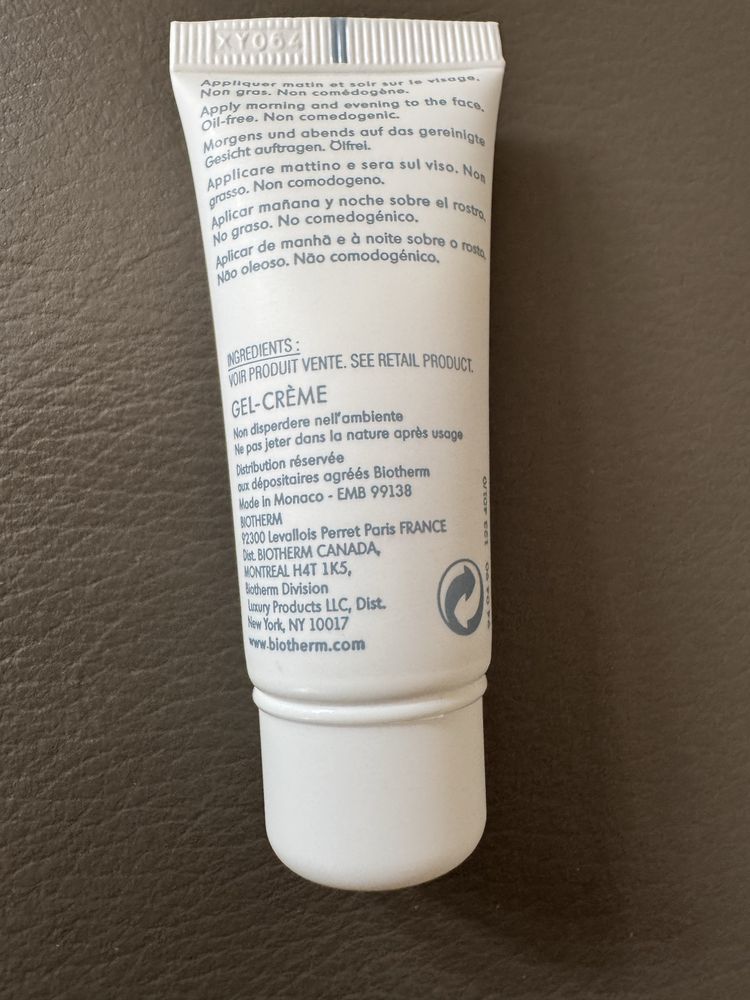 XY064
Appliquer matin et soir sur le visage.
Non gras. Non comédogène.
Apply morning and evening to the face.
Oil-free. Non comedogenic.
Morgens und abends auf das gereinigte
Gesicht auftragen. Ölfrei.
Applicare mattino e sera sul viso. Non
grasso. Non comodogeno.
Aplicar mañana y noche sobre el rostro.
No graso. No comedogénico.
Aplicar de manhã e à noite sobre o rosto.
Não oleoso. Não comodogénico.
INGREDIENTS :
VOIR PRODUIT VENTE. SEE RETAIL PRODUCT.
GEL-CRÈME
Non disperdere nell'ambiente
Ne pas jeter dans la nature après usage
Distribution réservée
aux dépositaires agréés Biotherm
Made in Monaco - EMB 99138
BIOTHERM
92300 Levallois Perret Paris FRANCE
Dist. BIOTHERM CANADA,
MONTREAL H4T 1K5,
Biotherm Division
Luxury Products LLC, Dist.
New York, NY 10017
www.biotherm.com